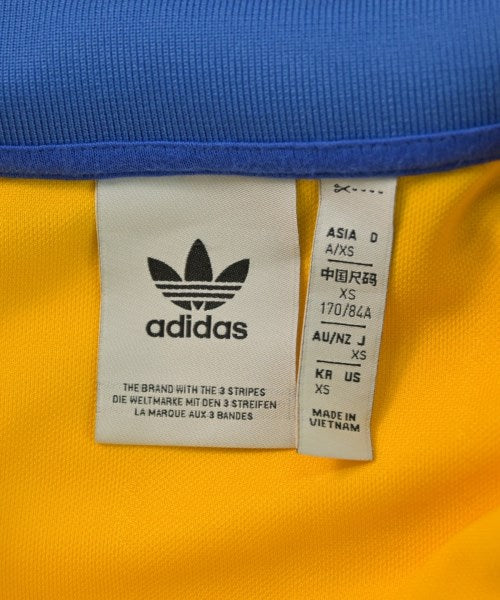 adidas
THE BRAND WITH THE 3 STRIPES
DIE WELTMARKE MIT DEN 3 STREIFEN
LA MARQUE AUX 3 BANDES
ASIA D
A/XS
中国尺码
XS
170/84A
AU/NZ J
XS
KR US
XS
MADE IN
VIETNAM